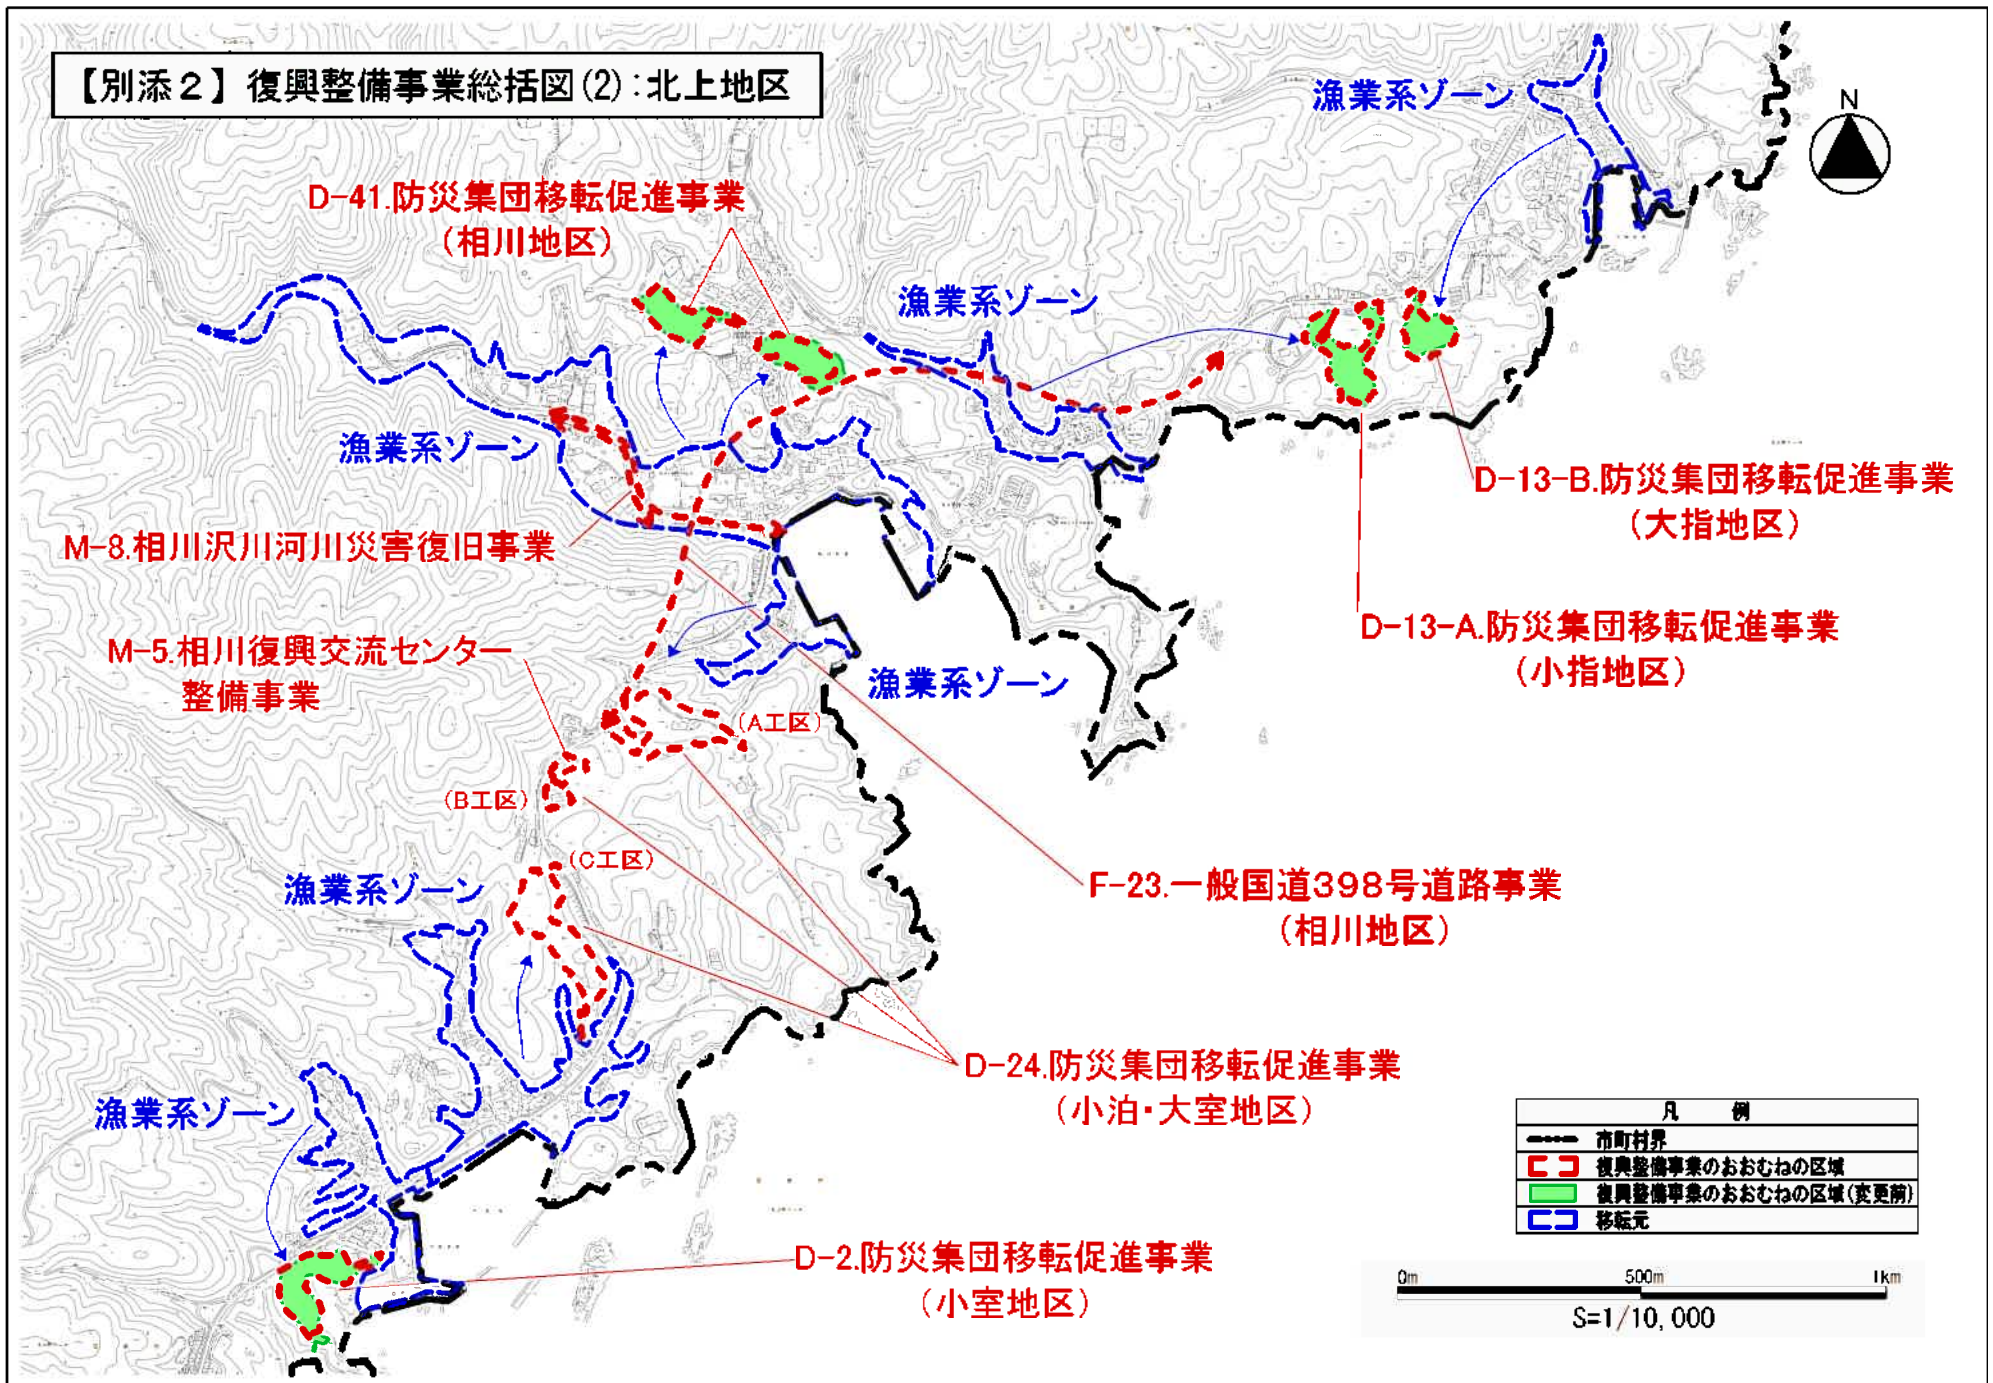 【別添２】復興整備事業総括図(2):北上地区
漁業系ゾーン
N
D-41.防災集団移転促進事業
(相川地区)
漁業系ゾーン
漁業系ゾーン
D-13-B.防災集団移転促進事業
(大指地区)
M-8.相川沢川河川災害復旧事業
D-13-A.防災集団移転促進事業
(小指地区)
M-5.相川復興交流センター
整備事業
漁業系ゾーン
(A工区)
(B工区)
(C工区)
漁業系ゾーン
F-23.一般国道398号道路事業
(相川地区)
D-24.防災集団移転促進事業
(小泊・大室地区)
漁業系ゾーン
D-2.防災集団移転促進事業
(小室地区)
凡 例
市町村界
復興整備事業のおおむねの区域
復興整備事業のおおむねの区域(変更前)
移転元
0m 500m 1km
S=1/10,000